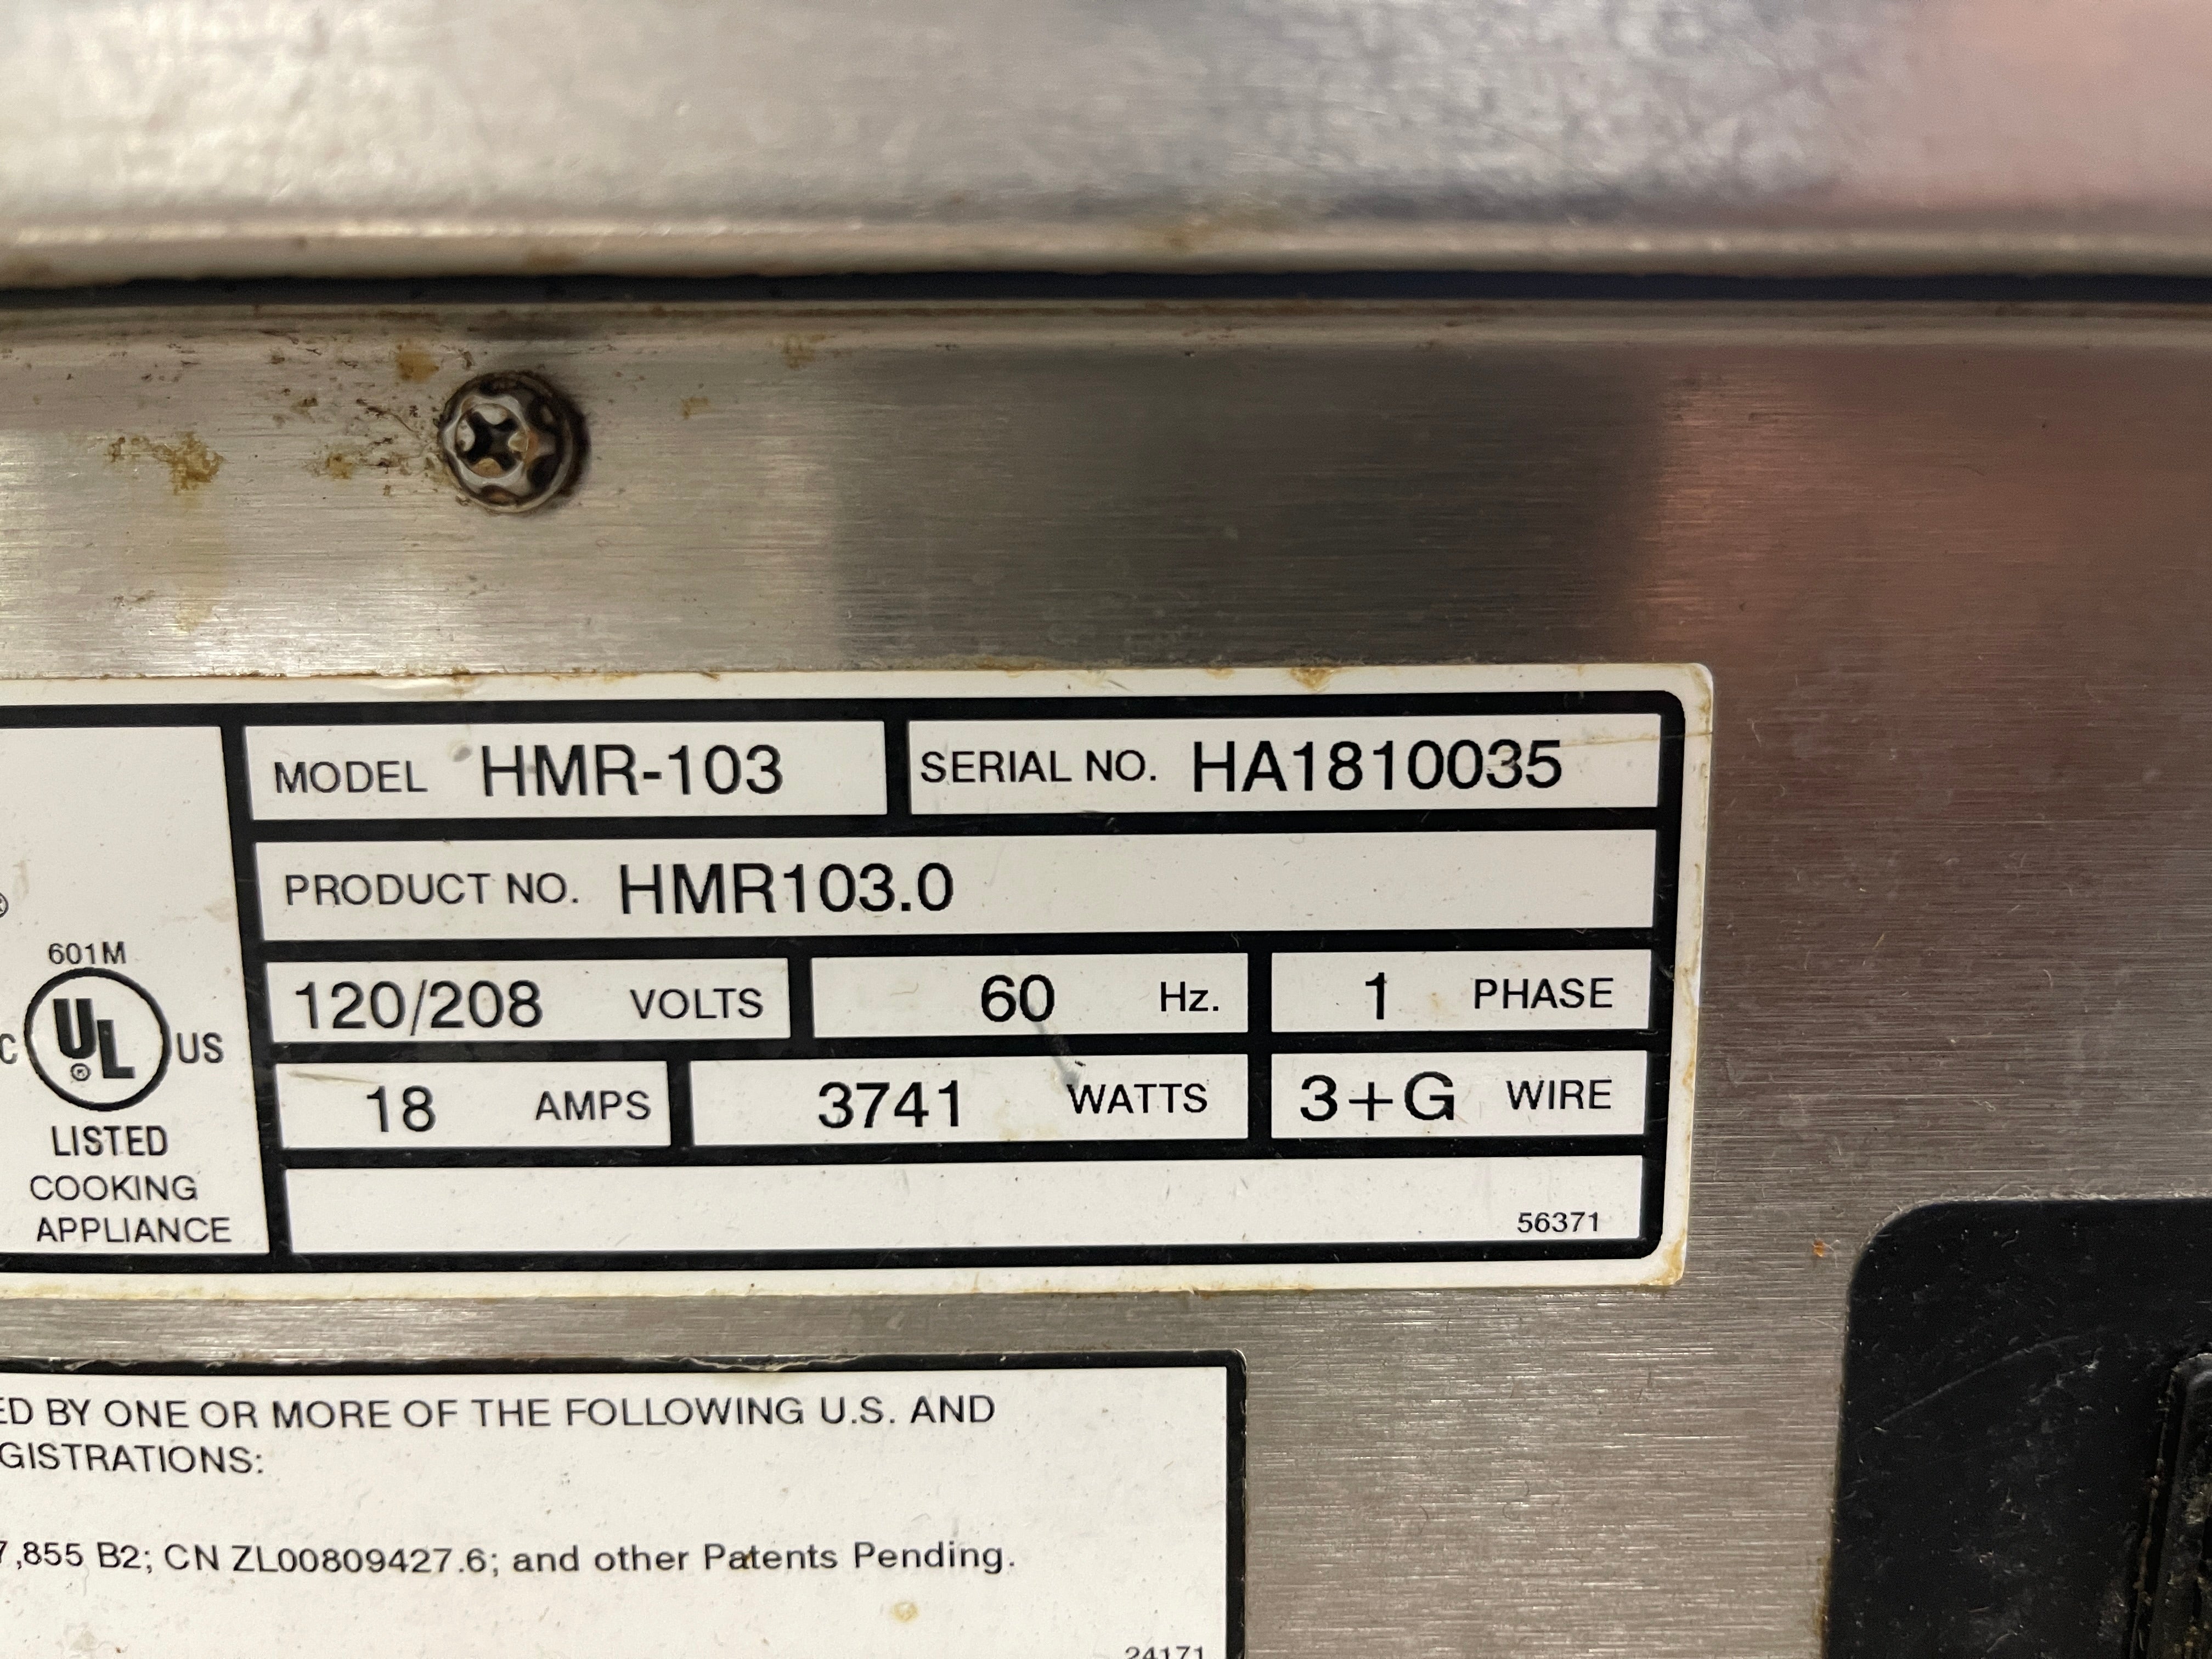 MODEL HMR-103 SERIAL NO. HA1810035
PRODUCT NO. HMR103.0
®
601M
120/208 VOLTS 60 Hz. 1 PHASE
C UL ® US
18 AMPS 3741 WATTS 3+G WIRE
LISTED
COOKING
APPLIANCE
56371
ED BY ONE OR MORE OF THE FOLLOWING U.S. AND
GISTRATIONS:
7,855 B2; CN ZL00809427.6; and other Patents Pending.
24171